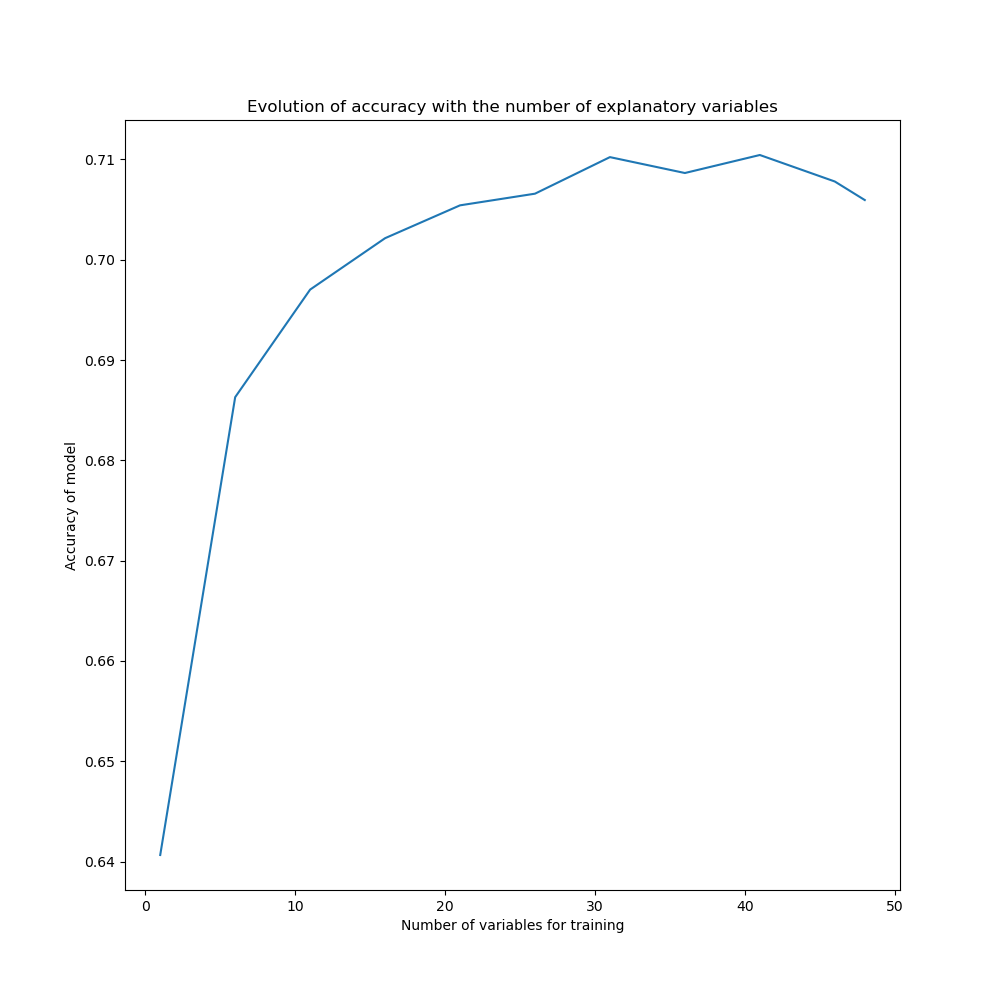 Evolution of accuracy with the number of explanatory variables
0.71
0.70
0.69
0.68
0.67
0.66
0.65
0.64
Accuracy of model
0 10 20 30 40 50
Number of variables for training